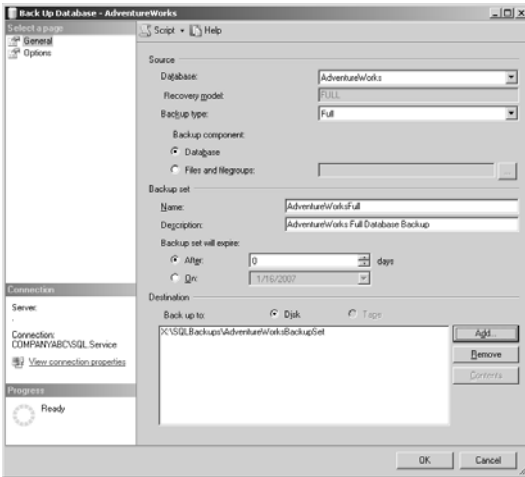 Back Up Database - AdventureWorks
Select a page
General
Options
Script
Help
Source
Database:
AdventureWorks
Recovery model:
FULL
Backup type:
Full
Backup component:
Database
Files and filegroups:
...
Backup set
Name:
AdventureWorksFull
Description:
AdventureWorks Full Database Backup
Backup set will expire:
After:
0
days
On:
1/16/2007
Destination
Back up to:
Disk
Tape
X:\SQLBackups\AdventureWorksBackupSet
Add...
Remove
Contents
Connection
Server:
.
Connection:
COMPANYABC\SQL.Service
View connection properties
Progress
Ready
OK
Cancel